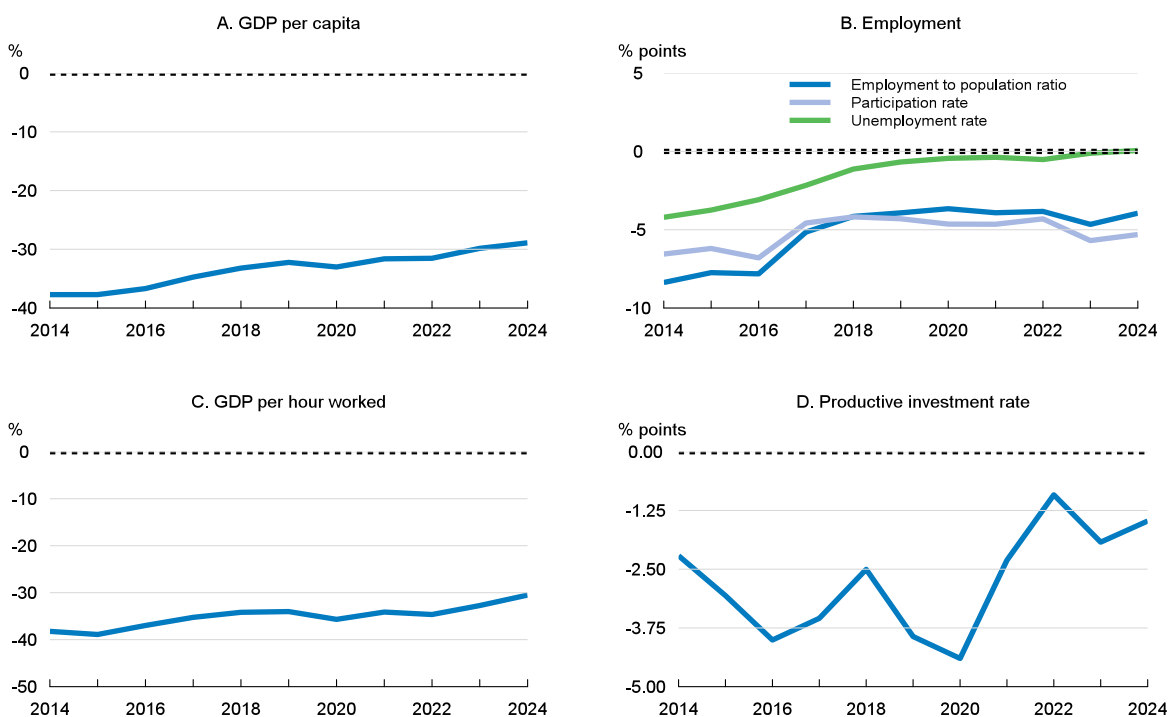 A. GDP per capita
%
0
-10
-20
-30
-40
2014 2016 2018 2020 2022 2024
B. Employment
% points
5
0
-5
-10
Employment to population ratio
Participation rate
Unemployment rate
2014 2016 2018 2020 2022 2024
C. GDP per hour worked
%
0
-10
-20
-30
-40
-50
2014 2016 2018 2020 2022 2024
D. Productive investment rate
% points
0.00
-1.25
-2.50
-3.75
-5.00
2014 2016 2018 2020 2022 2024